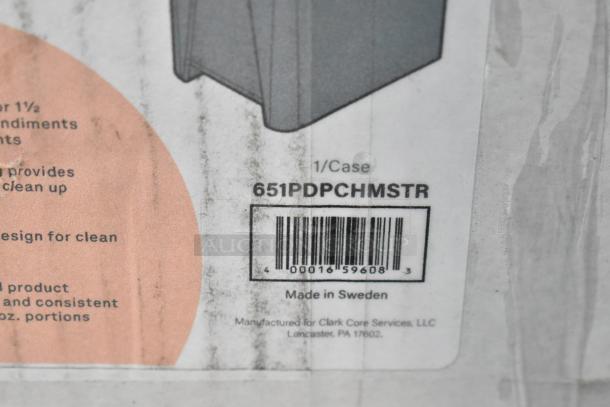 or 1½
ndiments
nts
provides
clean up
esign for clean
product
and consistent
oz. portions
1/Case
651PDPCHMSTR
4 00016 59608 3
Made in Sweden
Manufactured for Clark Core Services, LLC
Lancaster, PA 17602.